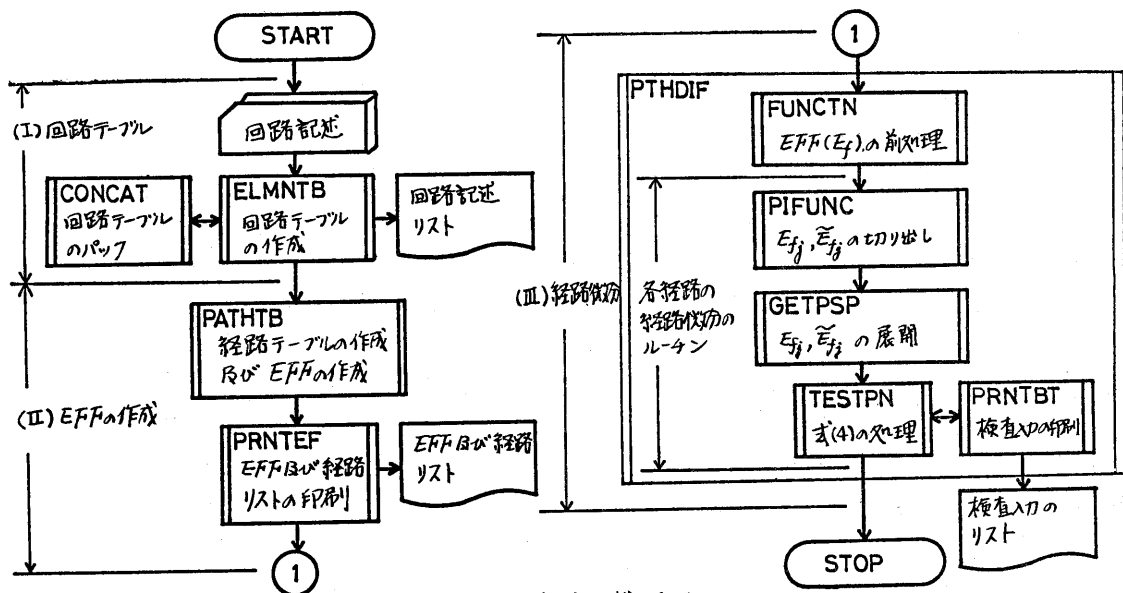 START
(I)回路テーブル
回路記述
CONCAT
回路テーブル
のパック
ELMNTB
回路テーブル
の作成
回路記述
リスト
PATHTB
経路テーブルの作成
及び EFFの作成
(II)EFFの作成
PRNTEF
EFF及び経路
リストの印刷
EFF及び経路
リスト
1
1
PTHDIF
FUNCTN
EFF(Ef)の前処理
PIFUNC
Efj, Ẽfjの切り出し
(III)経路微分
各経路の
経路微分の
ルーチン
GETPSP
Efj, Ẽfj の展開
TESTPN
式(4)の処理
PRNTBT
検査入力の印刷
検査入力の
リスト
STOP